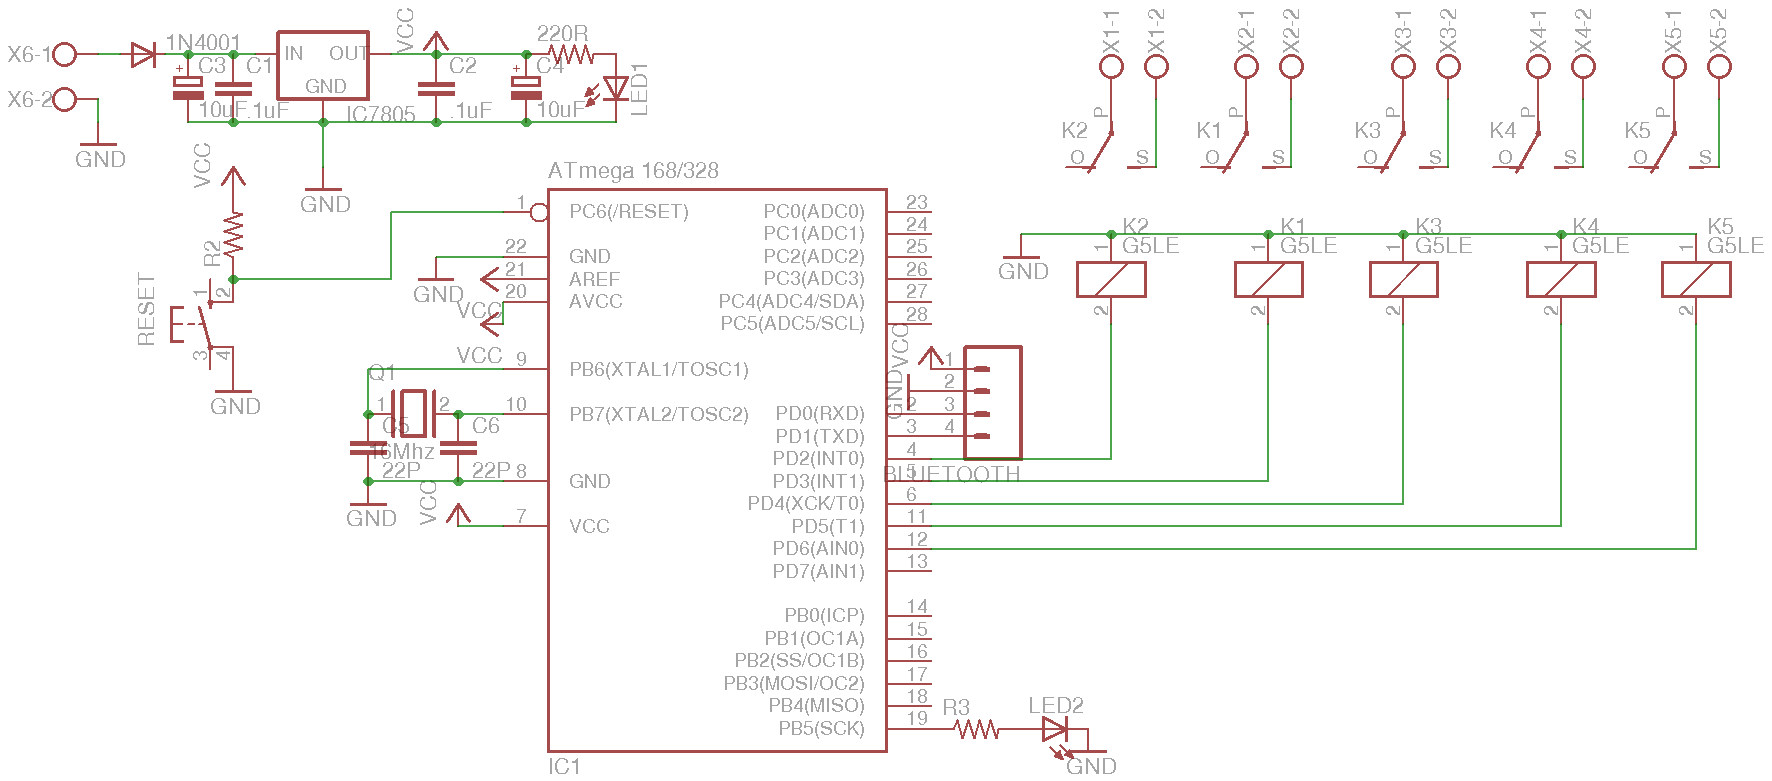 X6-1
X6-2
GND
1N4001
C3
10uF
C1
.1uF
IN
OUT
GND
IC7805
GND
VCC
C2
.1uF
C4
10uF
220R
LED1
X1-1
X1-2
X2-1
X2-2
X3-1
X3-2
X4-1
X4-2
X5-1
X5-2
K2
P
O
S
K1
P
O
S
K3
P
O
S
K4
P
O
S
K5
P
O
S
VCC
R2
RESET
1
2
3
4
GND
ATmega 168/328
1
PC6(/RESET)
22
GND
21
AREF
20
AVCC
9
PB6(XTAL1/TOSC1)
10
PB7(XTAL2/TOSC2)
8
GND
7
VCC
GND
VCC
VCC
Q1
1
2
16Mhz
C5
22P
C6
22P
GND
VCC
PC0(ADC0)
23
PC1(ADC1)
24
PC2(ADC2)
25
PC3(ADC3)
26
PC4(ADC4/SDA)
27
PC5(ADC5/SCL)
28
PD0(RXD)
2
PD1(TXD)
3
PD2(INT0)
4
PD3(INT1)
5
PD4(XCK/T0)
6
PD5(T1)
11
PD6(AIN0)
12
PD7(AIN1)
13
PB0(ICP)
14
PB1(OC1A)
15
PB2(SS/OC1B)
16
PB3(MOSI/OC2)
17
PB4(MISO)
18
PB5(SCK)
19
IC1
VCC
GND
1
2
3
4
BLUETOOTH
GND
K2
G5LE
1
2
K1
G5LE
1
2
K3
G5LE
1
2
K4
G5LE
1
2
K5
G5LE
1
2
R3
LED2
GND